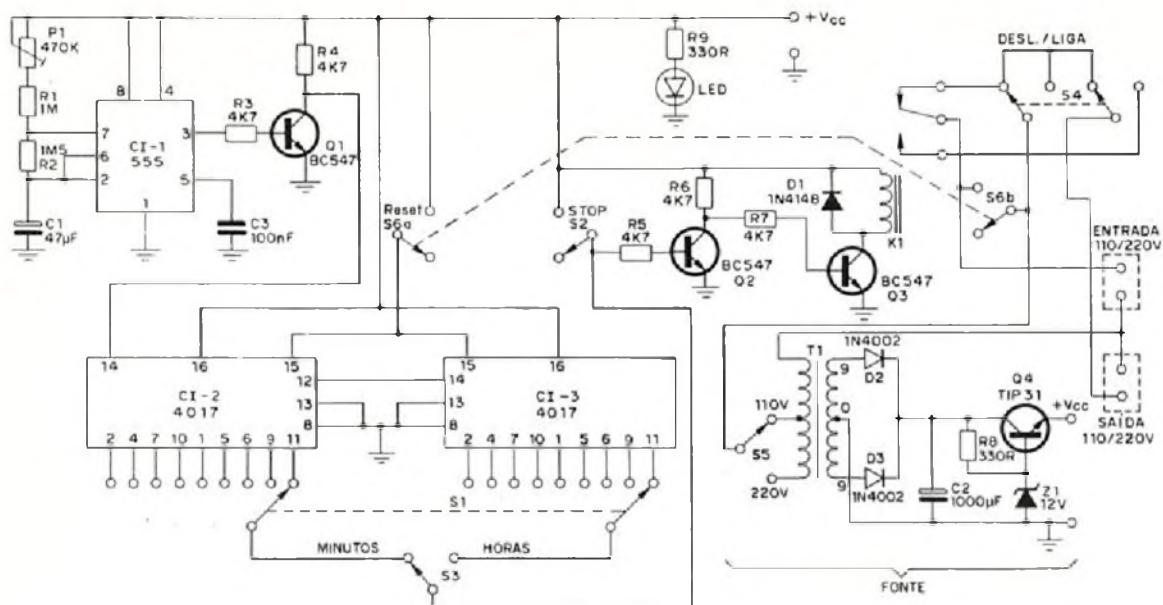 P1
470K
R1
1M
1M5
R2
C1
47µF
8
4
7
6
2
3
5
1
CI-1
555
R3
4K7
R4
4K7
Q1
BC547
C3
100nF
Reset
S6a
STOP
S2
R5
4K7
R6
4K7
R7
4K7
BC547
Q2
D1
1N4148
K1
BC547
Q3
R9
330R
LED
+Vcc
DESL./LIGA
S4
S6b
ENTRADA
110/220V
SAÍDA
110/220V
14
16
15
CI-2
4017
12
13
8
2 4 7 10 1 5 6 9 11
15
16
14
13
8
CI-3
4017
2 4 7 10 1 5 6 9 11
S1
MINUTOS
HORAS
S3
S5
110V
220V
T1
9
0
9
1N4002
D2
D3
1N4002
C2
1000µF
R8
330R
Q4
TIP31
+Vcc
Z1
12V
FONTE